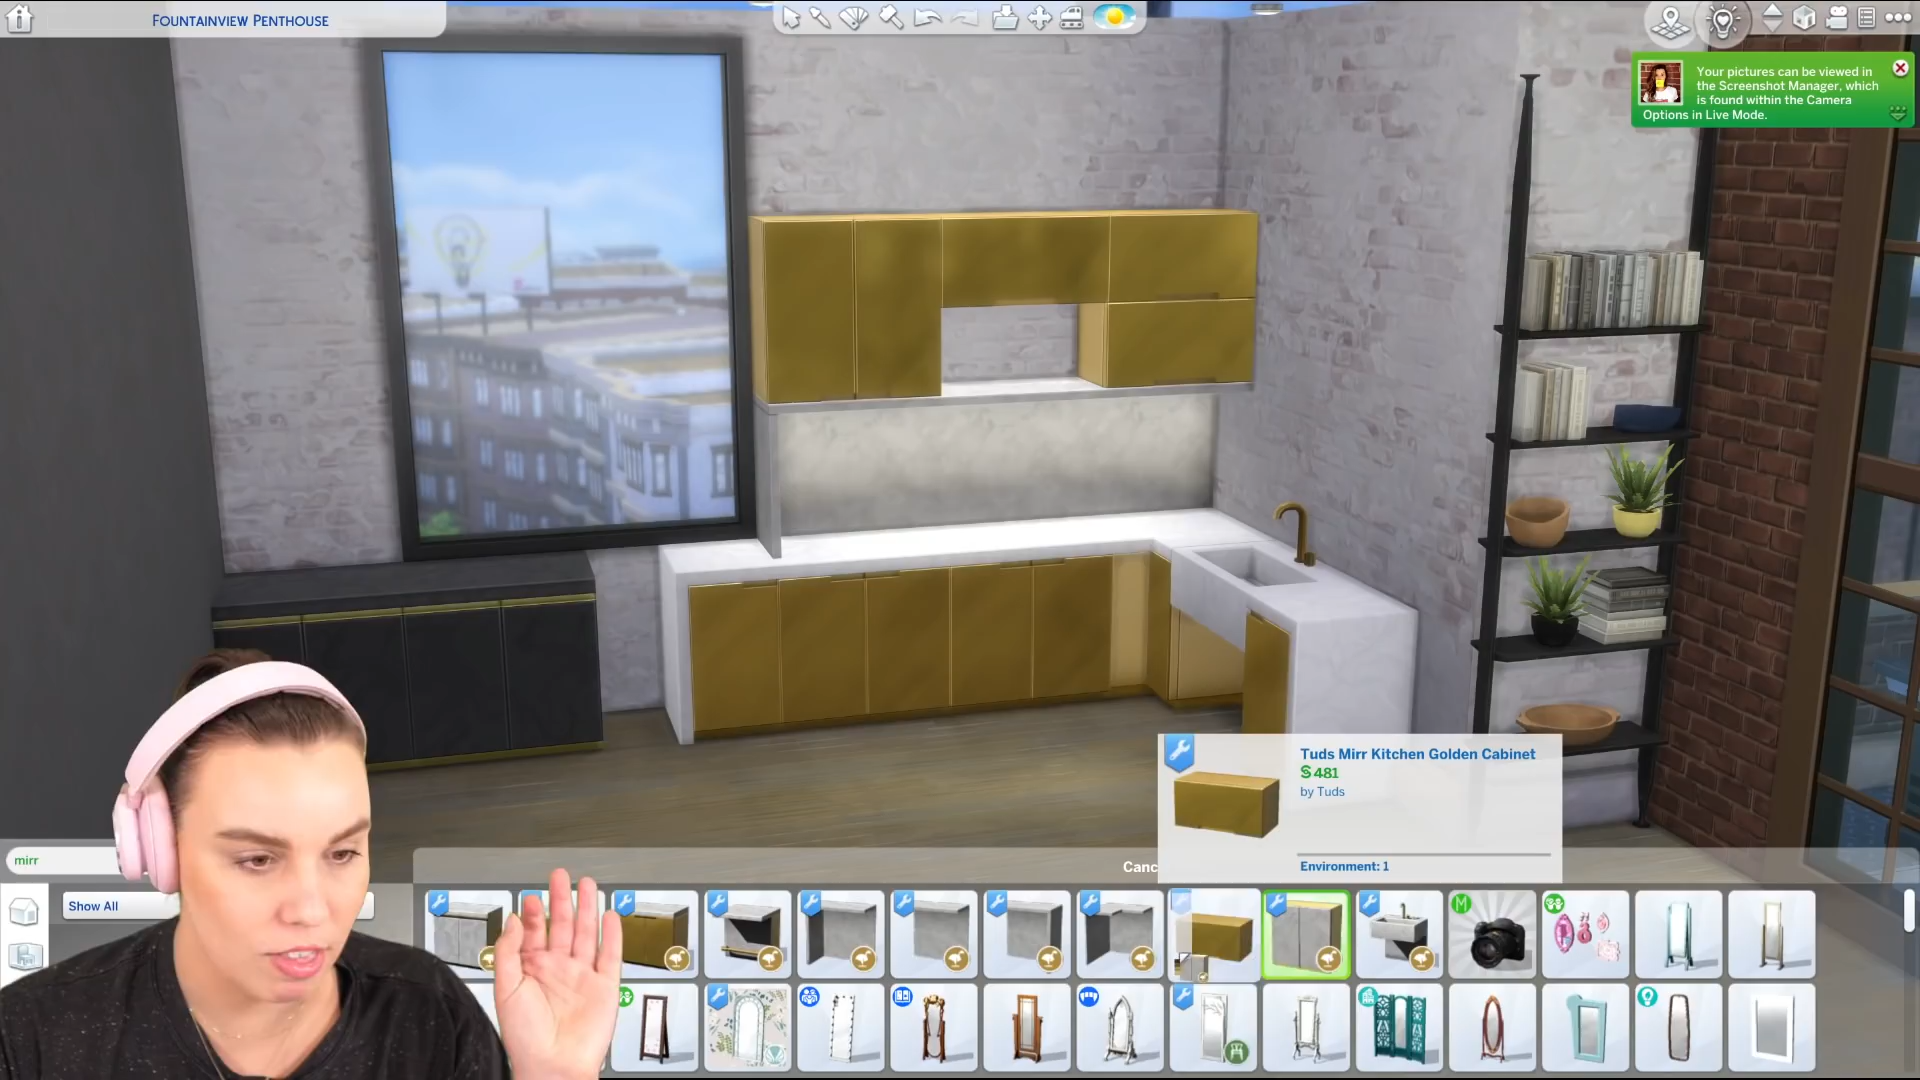 Fountainview Penthouse
Your pictures can be viewed in
the Screenshot Manager, which
is found within the Camera
Options in Live Mode.
Tuds Mirr Kitchen Golden Cabinet
§481
by Tuds
Environment: 1
mirr
Canc
Show All
M